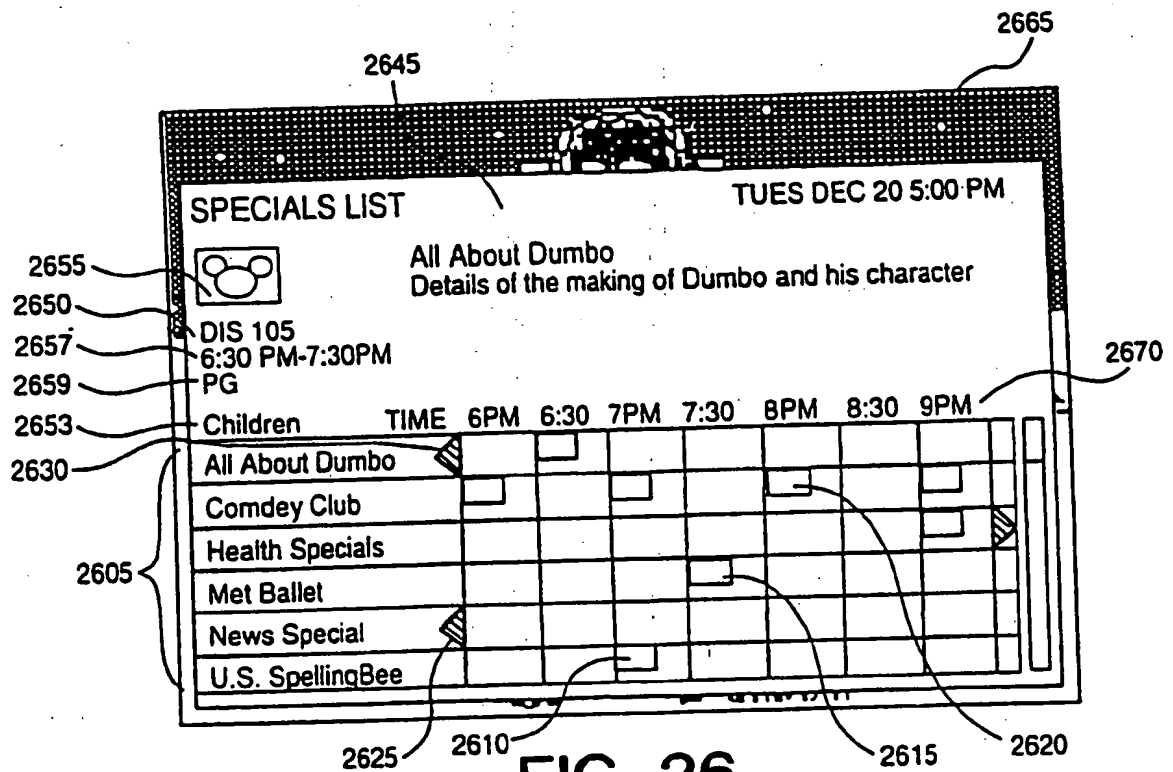 2665
2645
SPECIALS LIST
TUES DEC 20 5:00 PM
All About Dumbo
2655
Details of the making of Dumbo and his character
2650
DIS 105
2657
6:30 PM-7:30PM
2659
PG
2670
2653
Children TIME 6PM 6:30 7PM 7:30 8PM 8:30 9PM
2630
All About Dumbo
Comdey Club
Health Specials
2605
Met Ballet
News Special
U.S. SpellingBee
2625
2610
2615
2620
FIG. 26